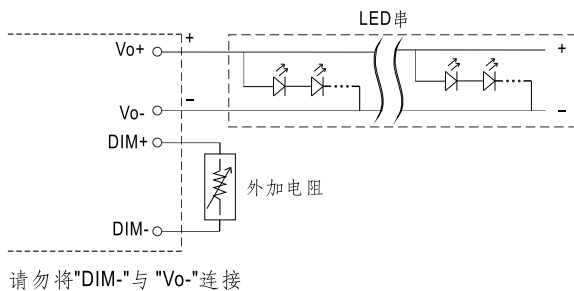 LED串
Vo+ + +
Vo- - -
DIM+
外加电阻
DIM-
请勿将"DIM-"与 "Vo-"连接